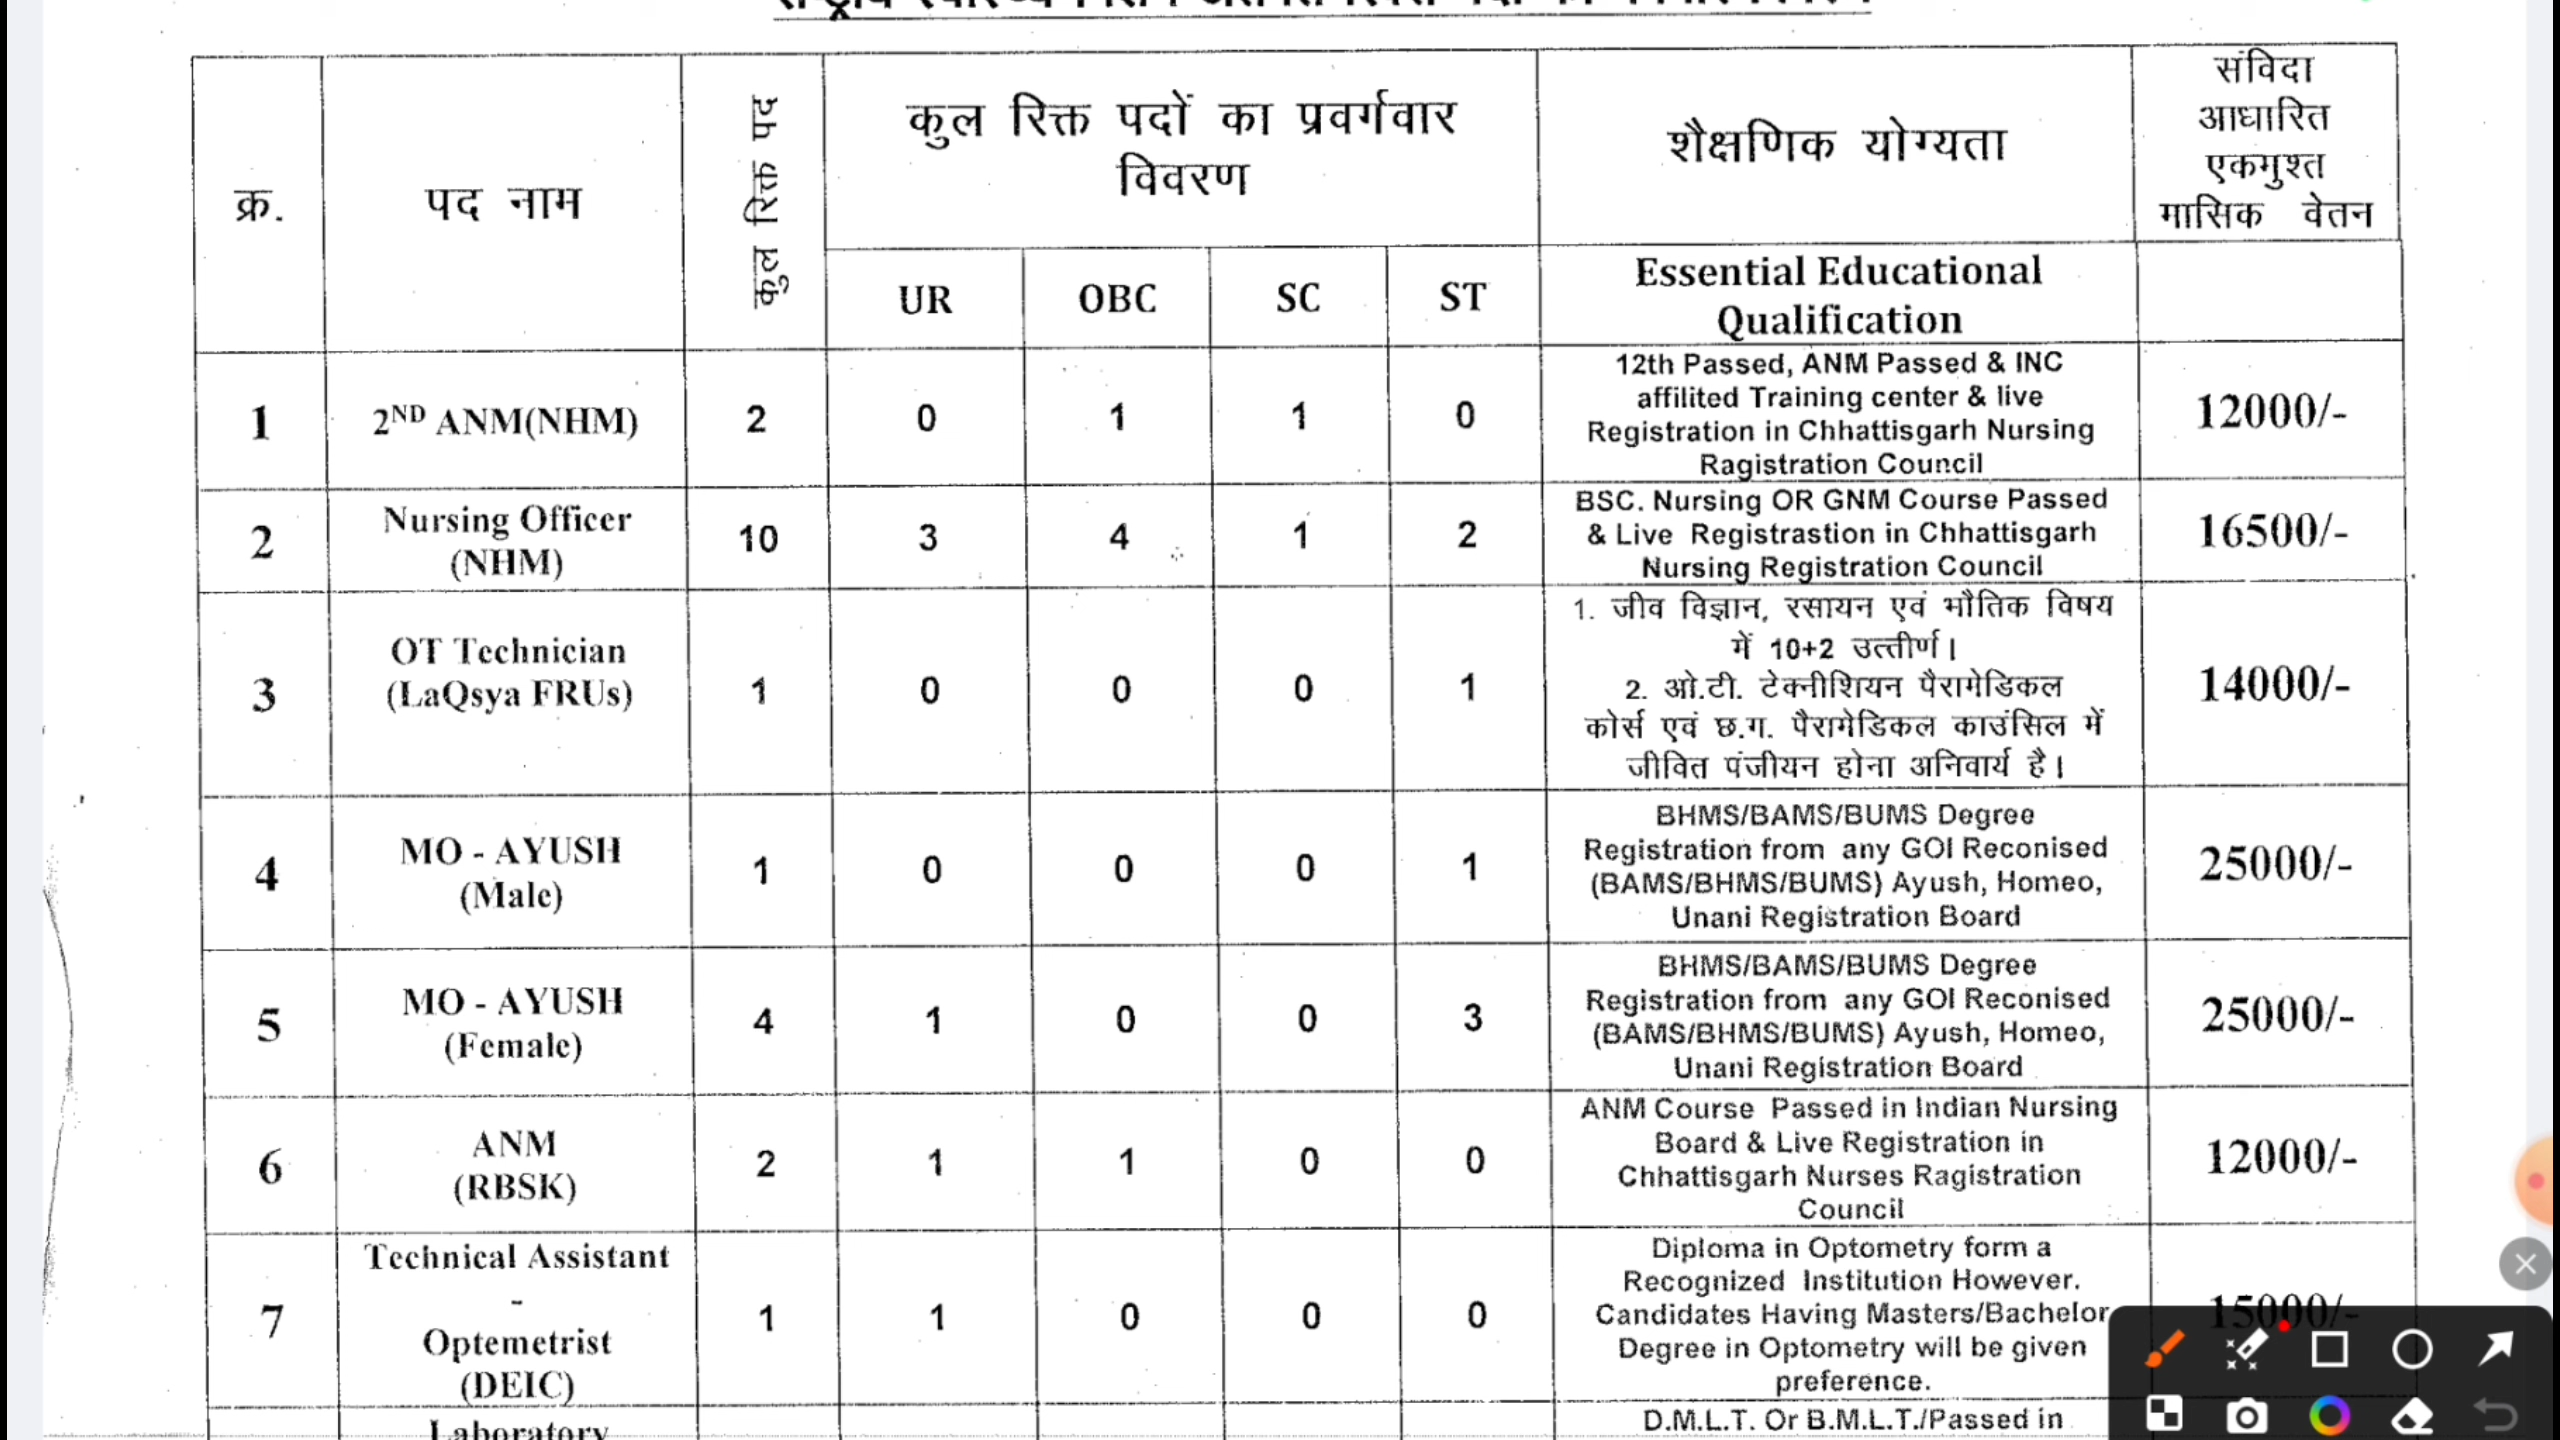 क्र.
पद नाम
कुल रिक्त पद
कुल रिक्त पदों का प्रवर्गवार
विवरण
शैक्षणिक योग्यता
संविदा
आधारित
एकमुश्त
मासिक वेतन
UR
OBC
SC
ST
Essential Educational
Qualification
1
2ND ANM(NHM)
2
0
1
1
0
12th Passed, ANM Passed & INC
affilited Training center & live
Registration in Chhattisgarh Nursing
Ragistration Council
12000/-
2
Nursing Officer
(NHM)
10
3
4
1
2
BSC. Nursing OR GNM Course Passed
& Live Registrastion in Chhattisgarh
Nursing Registration Council
16500/-
3
OT Technician
(LaQsya FRUs)
1
0
0
0
1
1. जीव विज्ञान, रसायन एवं भौतिक विषय
में 10+2 उत्तीर्ण।
2. ओ.टी. टेक्नीशियन पैरामेडिकल
कोर्स एवं छ.ग. पैरामेडिकल काउंसिल में
जीवित पंजीयन होना अनिवार्य है।
14000/-
4
MO - AYUSH
(Male)
1
0
0
0
1
BHMS/BAMS/BUMS Degree
Registration from any GOI Reconised
(BAMS/BHMS/BUMS) Ayush, Homeo,
Unani Registration Board
25000/-
5
MO - AYUSH
(Female)
4
1
0
0
3
BHMS/BAMS/BUMS Degree
Registration from any GOI Reconised
(BAMS/BHMS/BUMS) Ayush, Homeo,
Unani Registration Board
25000/-
6
ANM
(RBSK)
2
1
1
0
0
ANM Course Passed in Indian Nursing
Board & Live Registration in
Chhattisgarh Nurses Ragistration
Council
12000/-
7
Technical Assistant
-
Optemetrist
(DEIC)
1
1
0
0
0
Diploma in Optometry form a
Recognized Institution However.
Candidates Having Masters/Bachelor
Degree in Optometry will be given
preference.
15000/-
Laboratory
D.M.L.T. Or B.M.L.T./Passed in